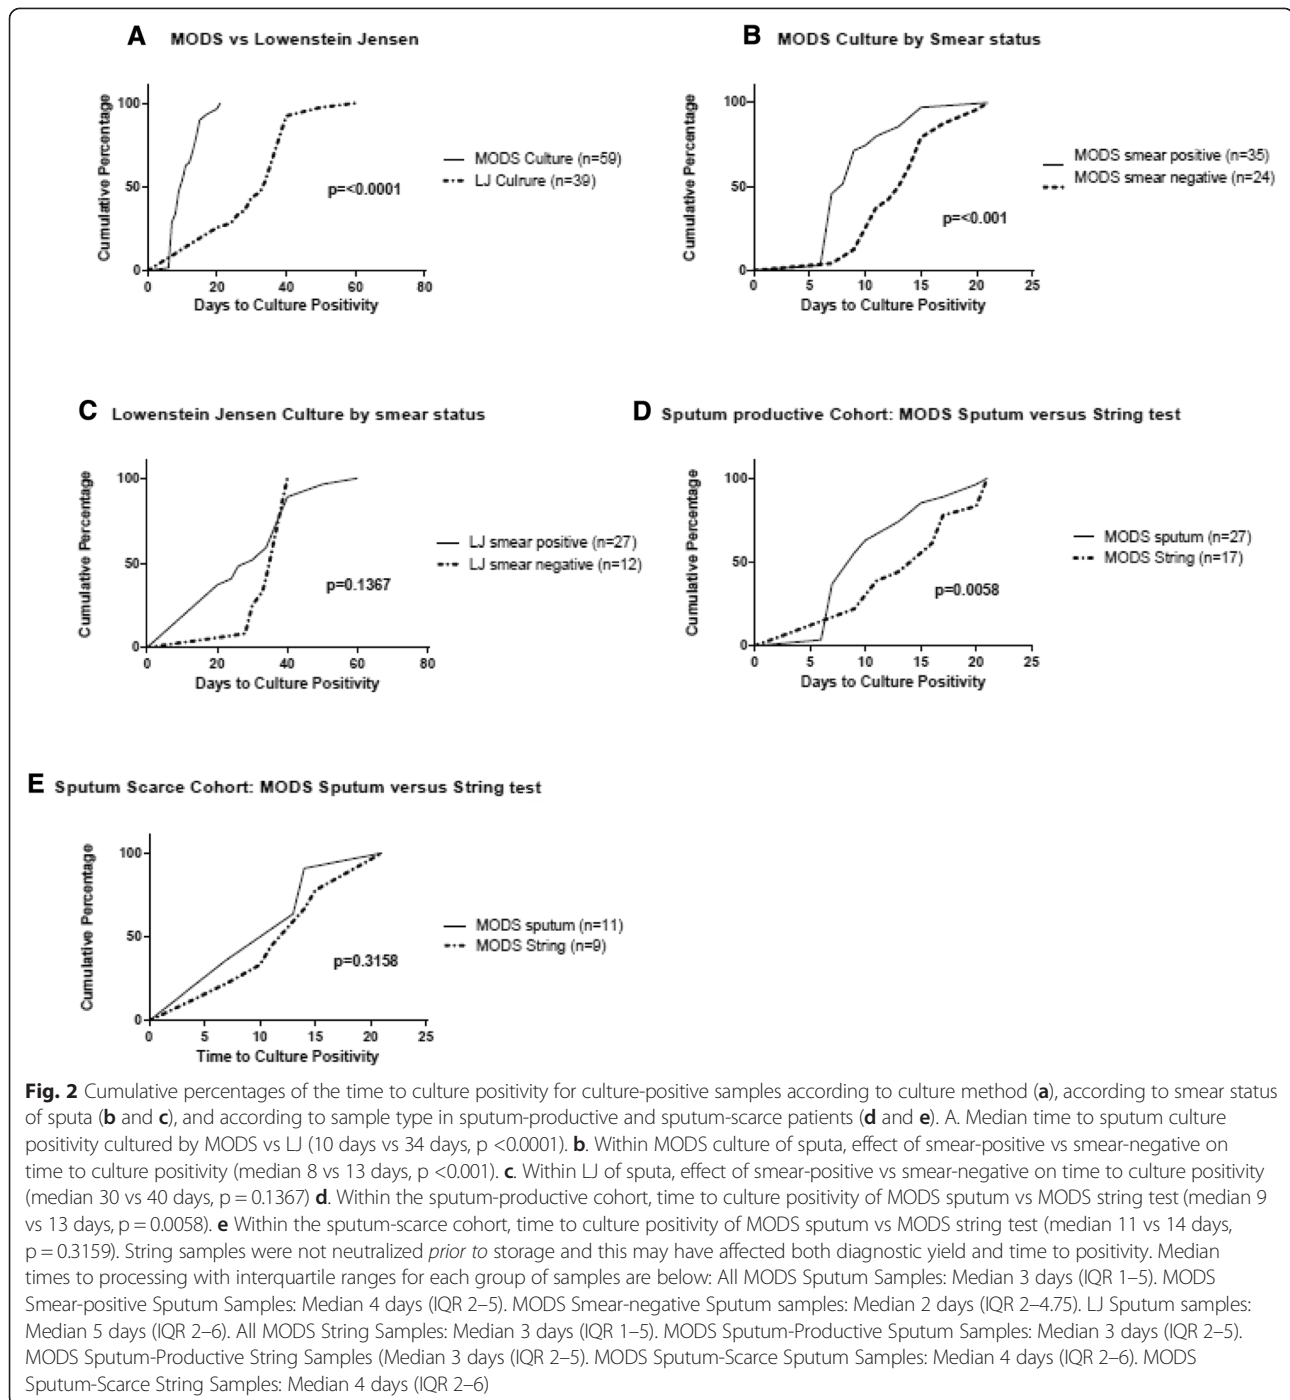 A MODS vs Lowenstein Jensen
Cumulative Percentage
100
50
0
0 20 40 60 80
Days to Culture Positivity
MODS Culture (n=59)
LJ Culrure (n=39)
p=<0.0001
B MODS Culture by Smear status
Cumulative Percentage
100
50
0
0 5 10 15 20 25
Days to Culture Positivity
MODS smear positive (n=35)
MODS smear negative (n=24)
p=<0.001
C Lowenstein Jensen Culture by smear status
Cumulative Percentage
100
50
0
0 20 40 60 80
Days to Culture Positivity
LJ smear positive (n=27)
LJ smear negative (n=12)
p=0.1367
D Sputum productive Cohort: MODS Sputum versus String test
Cumulative Percentage
100
50
0
0 5 10 15 20 25
Days to Culture Positivity
MODS sputum (n=27)
MODS String (n=17)
p=0.0058
E Sputum Scarce Cohort: MODS Sputum versus String test
Cumulative Percentage
100
50
0
0 5 10 15 20 25
Time to Culture Positivity
MODS sputum (n=11)
MODS String (n=9)
p=0.3158
Fig. 2 Cumulative percentages of the time to culture positivity for culture-positive samples according to culture method (a), according to smear status
of sputa (b and c), and according to sample type in sputum-productive and sputum-scarce patients (d and e). A. Median time to sputum culture
positivity cultured by MODS vs LJ (10 days vs 34 days, p <0.0001). b. Within MODS culture of sputa, effect of smear-positive vs smear-negative on
time to culture positivity (median 8 vs 13 days, p <0.001). c. Within LJ of sputa, effect of smear-positive vs smear-negative on time to culture positivity
(median 30 vs 40 days, p = 0.1367) d. Within the sputum-productive cohort, time to culture positivity of MODS sputum vs MODS string test (median 9
vs 13 days, p = 0.0058). e Within the sputum-scarce cohort, time to culture positivity of MODS sputum vs MODS string test (median 11 vs 14 days,
p = 0.3159). String samples were not neutralized prior to storage and this may have affected both diagnostic yield and time to positivity. Median
times to processing with interquartile ranges for each group of samples are below: All MODS Sputum Samples: Median 3 days (IQR 1–5). MODS
Smear-positive Sputum Samples: Median 4 days (IQR 2–5). MODS Smear-negative Sputum samples: Median 2 days (IQR 2–4.75). LJ Sputum samples:
Median 5 days (IQR 2–6). All MODS String Samples: Median 3 days (IQR 1–5). MODS Sputum-Productive Sputum Samples: Median 3 days (IQR 2–5).
MODS Sputum-Productive String Samples (Median 3 days (IQR 2–5). MODS Sputum-Scarce Sputum Samples: Median 4 days (IQR 2–6). MODS
Sputum-Scarce String Samples: Median 4 days (IQR 2–6)